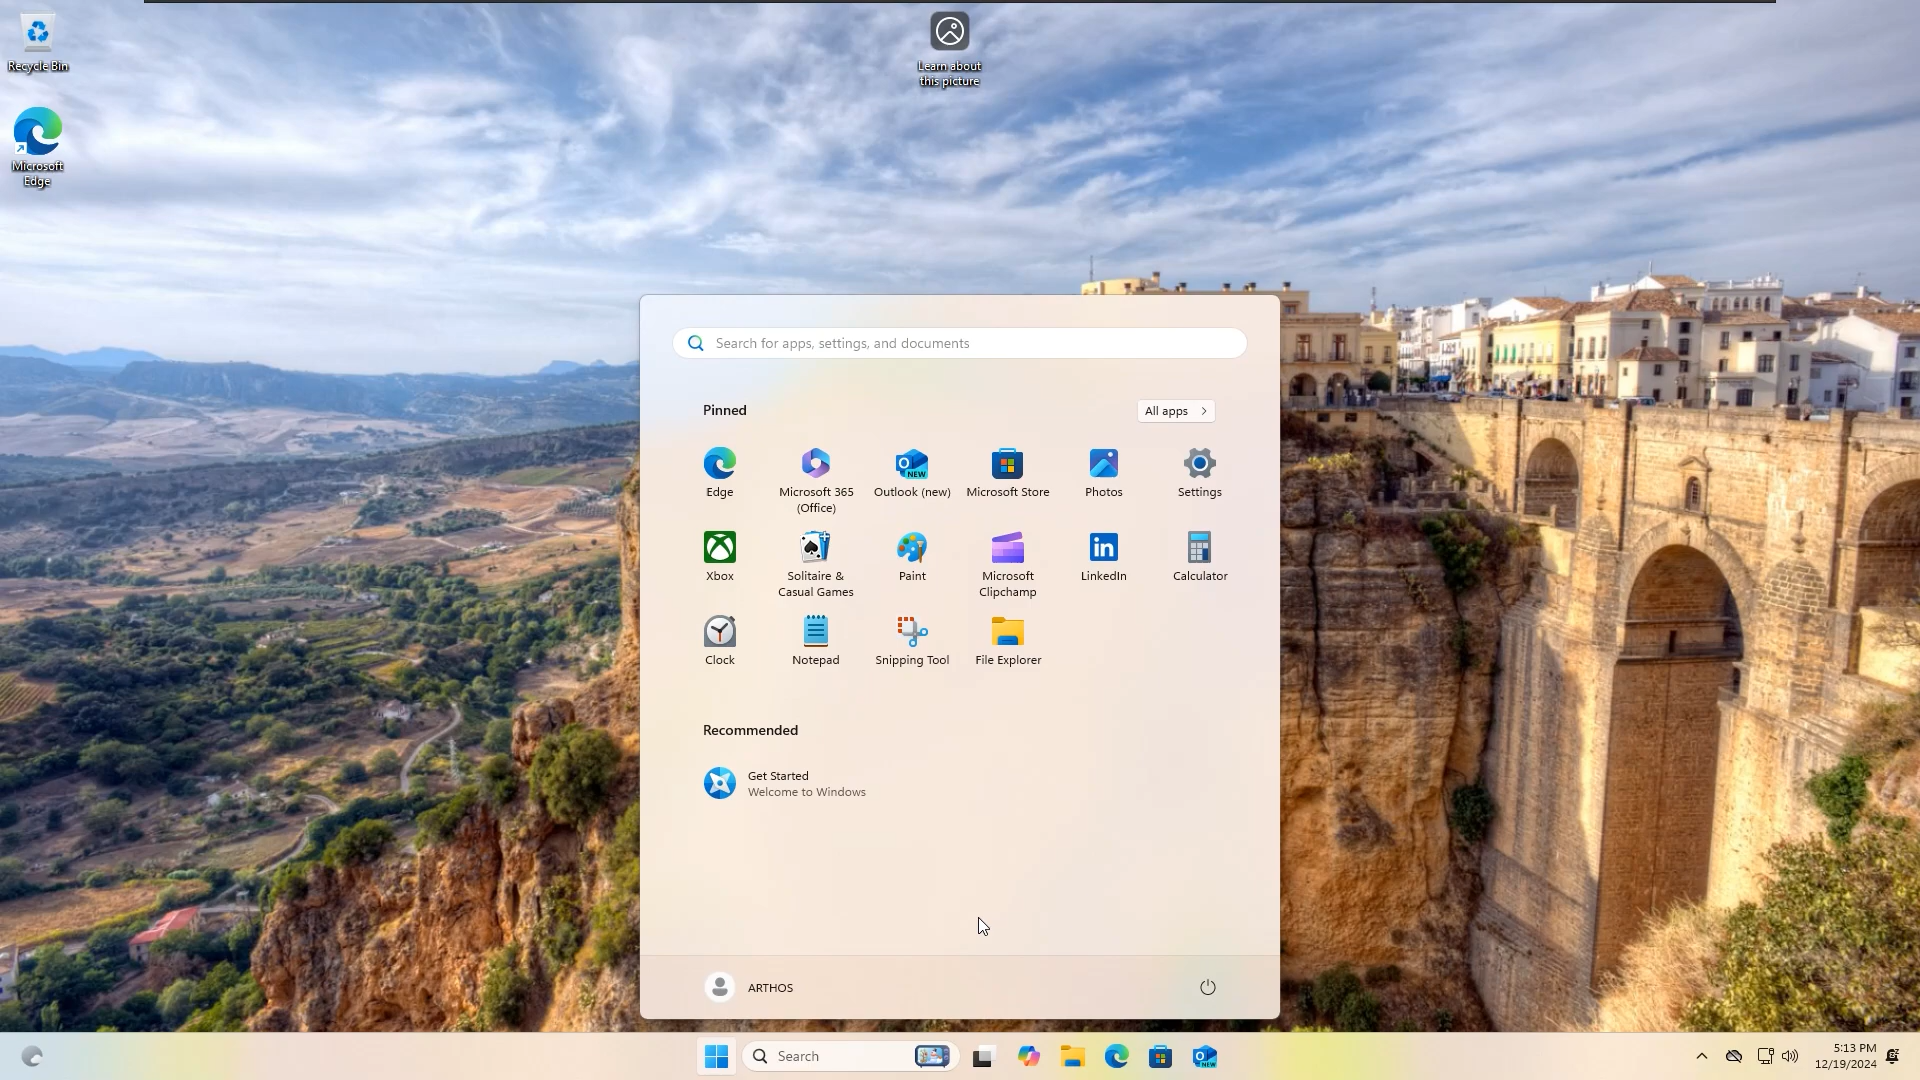 Recycle Bin
Learn about
this picture
Microsoft
Edge
Search for apps, settings, and documents
Pinned
All apps
Edge
Microsoft 365
(Office)
Outlook (new)
Microsoft Store
Photos
Settings
Xbox
Solitaire &
Casual Games
Paint
Microsoft
Clipchamp
LinkedIn
Calculator
Clock
Notepad
Snipping Tool
File Explorer
Recommended
Get Started
Welcome to Windows
ARTHOS
Search
5:13 PM
12/19/2024